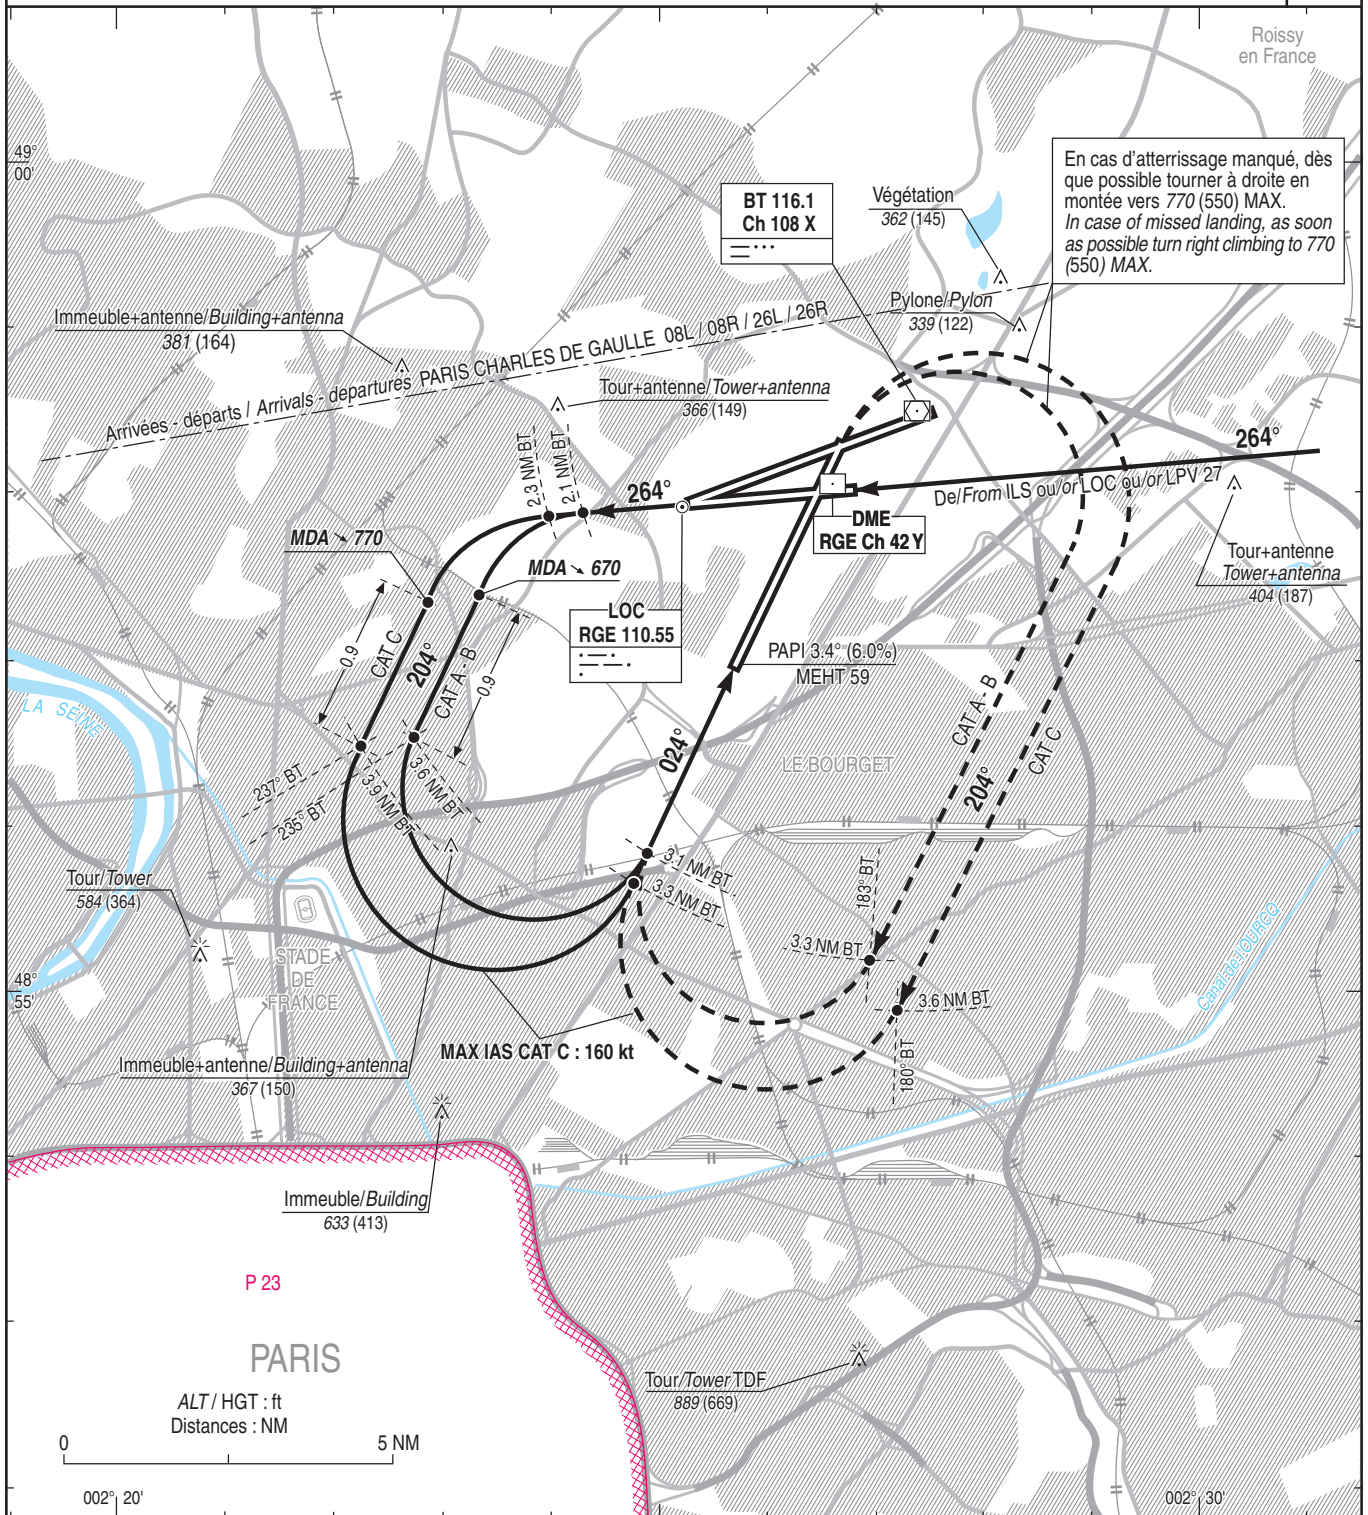 Roissy
en France
49°
00'
En cas d'atterrissage manqué, dès
que possible tourner à droite en
montée vers 770 (550) MAX.
In case of missed landing, as soon
as possible turn right climbing to 770
(550) MAX.
BT 116.1
Ch 108 X
Végétation
362 (145)
Pylone/Pylon
339 (122)
Immeuble+antenne/Building+antenna
381 (164)
Arrivées - départs / Arrivals - departures PARIS CHARLES DE GAULLE 08L / 08R / 26L / 26R
Tour+antenne/Tower+antenna
366 (149)
2.3 NM BT
2.1 NM BT
264°
264°
De/From ILS ou/or LOC ou/or LPV 27
DME
RGE Ch 42 Y
MDA ↘ 770
MDA ↘ 670
Tour+antenne
Tower+antenna
404 (187)
LOC
RGE 110.55
PAPI 3.4° (6.0%)
MEHT 59
0.9
CAT C
204°
CAT A - B
0.9
LA SEINE
024°
LE BOURGET
CAT A - B
204°
CAT C
237° BT
235° BT
3.9 NM BT
3.6 NM BT
3.1 NM BT
3.3 NM BT
183° BT
3.3 NM BT
3.6 NM BT
180° BT
Tour/Tower
584 (364)
STADE
DE
FRANCE
Canal de l'OURCQ
48°
55'
MAX IAS CAT C : 160 kt
Immeuble+antenne/Building+antenna
367 (150)
Immeuble/Building
633 (413)
P 23
PARIS
Tour/Tower TDF
889 (669)
ALT / HGT : ft
Distances : NM
0
5 NM
002° 20'
002° 30'